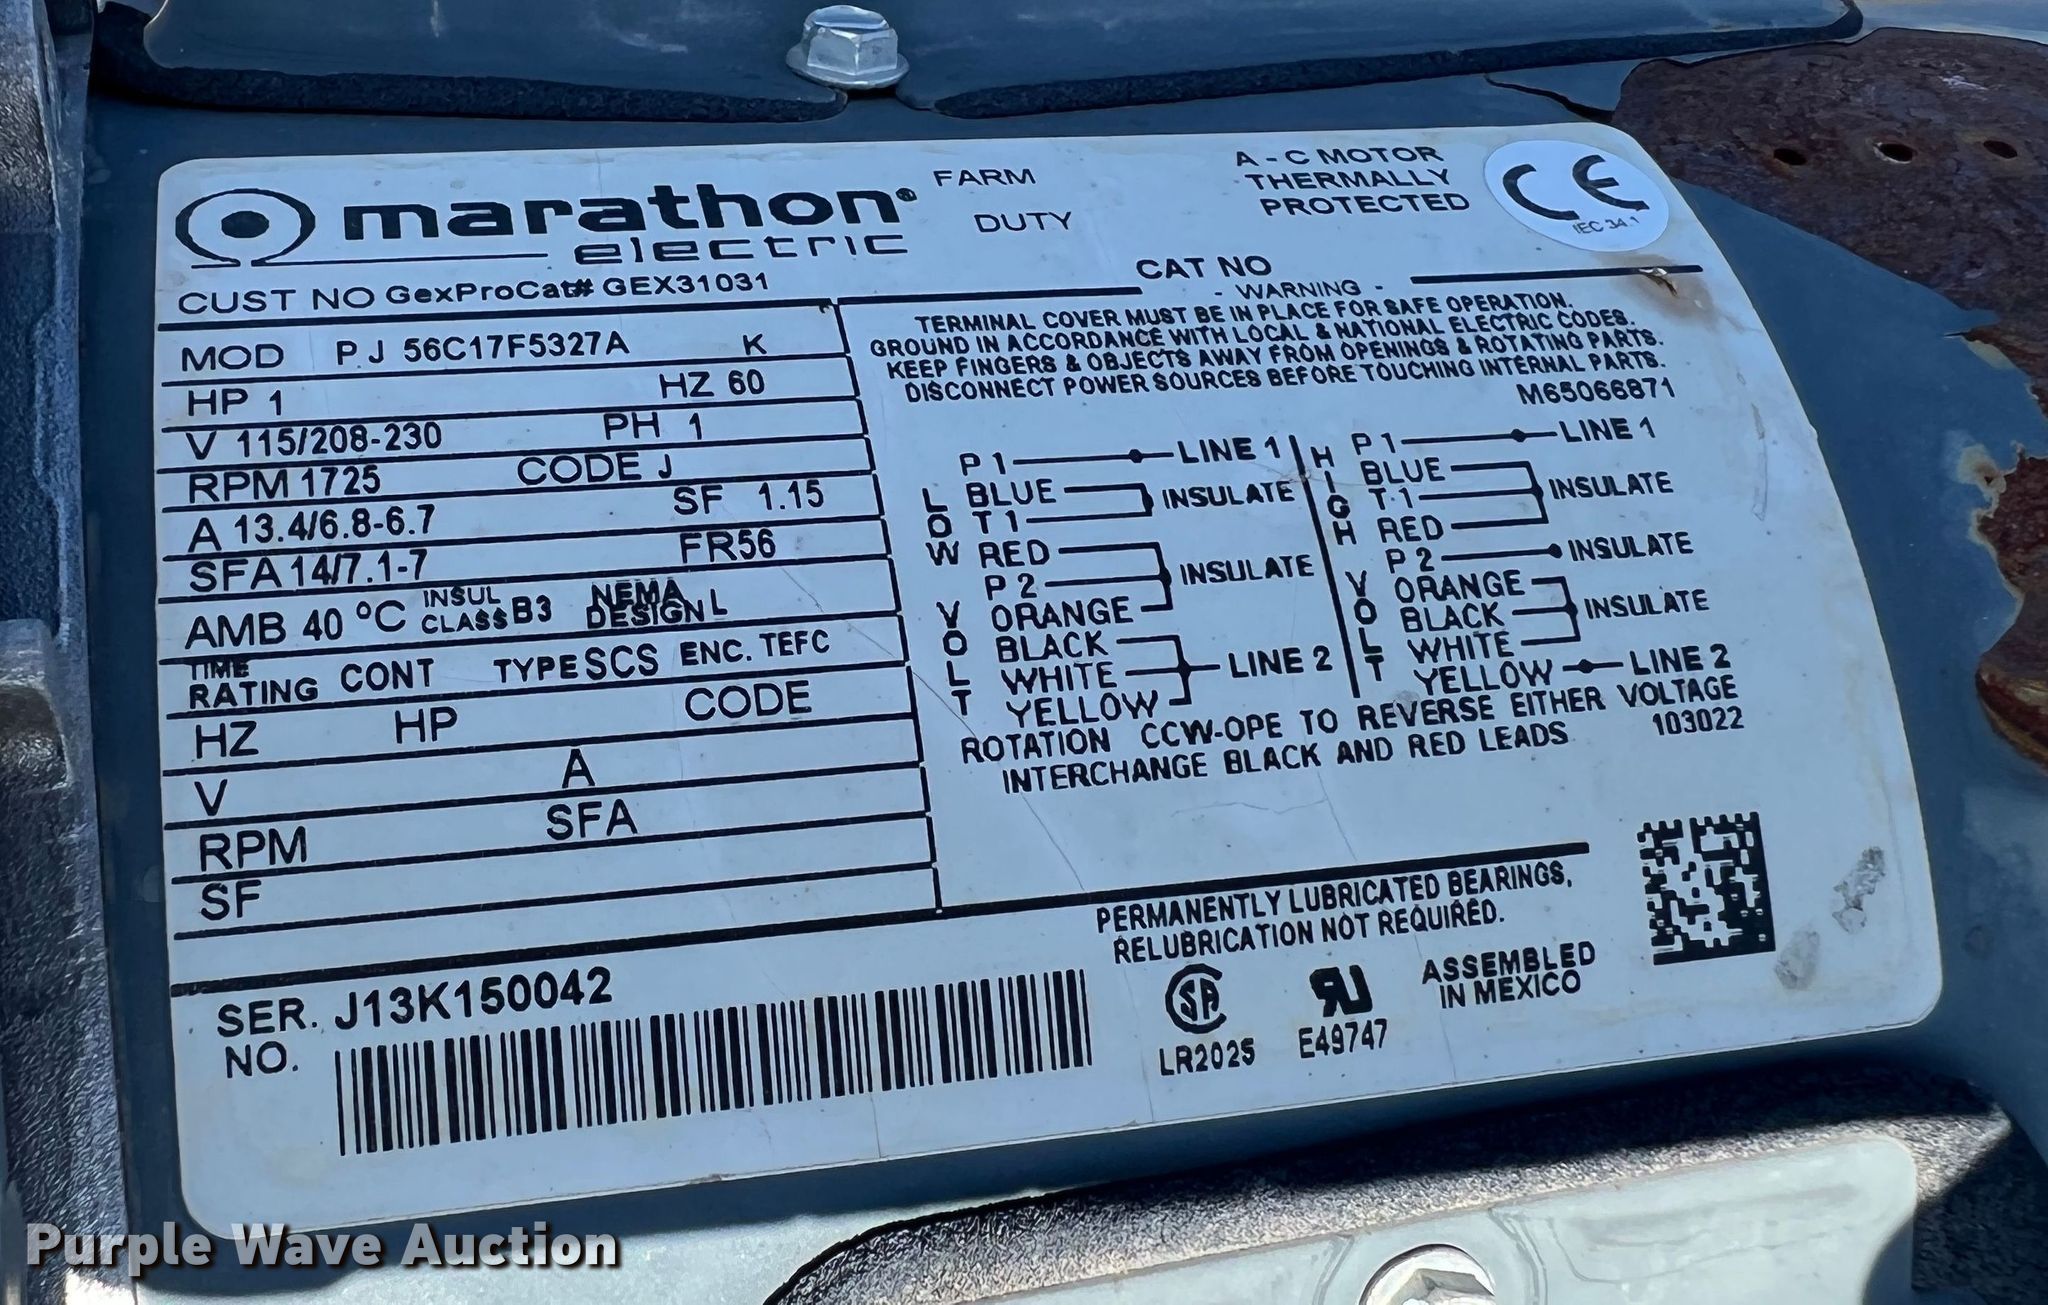 marathon®
electric
FARM
DUTY
A-C MOTOR
THERMALLY
PROTECTED
CE
IEC 34.1
CUST NO GexProCat# GEX31031
CAT NO
MOD PJ 56C17F5327A K
HP 1 HZ 60
V 115/208-230 PH 1
RPM 1725 CODE J
A 13.4/6.8-6.7 SF 1.15
SFA 14/7.1-7 FR56
AMB 40 °C INSUL CLASS B3 NEMA DESIGN L
TIME RATING CONT TYPE SCS ENC. TEFC
HZ HP CODE
V A
RPM SFA
SF
- WARNING -
TERMINAL COVER MUST BE IN PLACE FOR SAFE OPERATION.
GROUND IN ACCORDANCE WITH LOCAL & NATIONAL ELECTRIC CODES.
KEEP FINGERS & OBJECTS AWAY FROM OPENINGS & ROTATING PARTS.
DISCONNECT POWER SOURCES BEFORE TOUCHING INTERNAL PARTS.
M65066871
LOW VOLT
P1 LINE 1
BLUE
T1
INSULATE
RED
P2
ORANGE
INSULATE
BLACK
WHITE
YELLOW
LINE 2
HIGH VOLT
P1 LINE 1
BLUE
T1
RED
INSULATE
P2 INSULATE
ORANGE
BLACK
WHITE
INSULATE
YELLOW LINE 2
ROTATION CCW-OPE TO REVERSE EITHER VOLTAGE
INTERCHANGE BLACK AND RED LEADS
103022
PERMANENTLY LUBRICATED BEARINGS,
RELUBRICATION NOT REQUIRED.
SER. NO. J13K150042
SA
LR2025
RU
E49747
ASSEMBLED
IN MEXICO
Purple Wave Auction